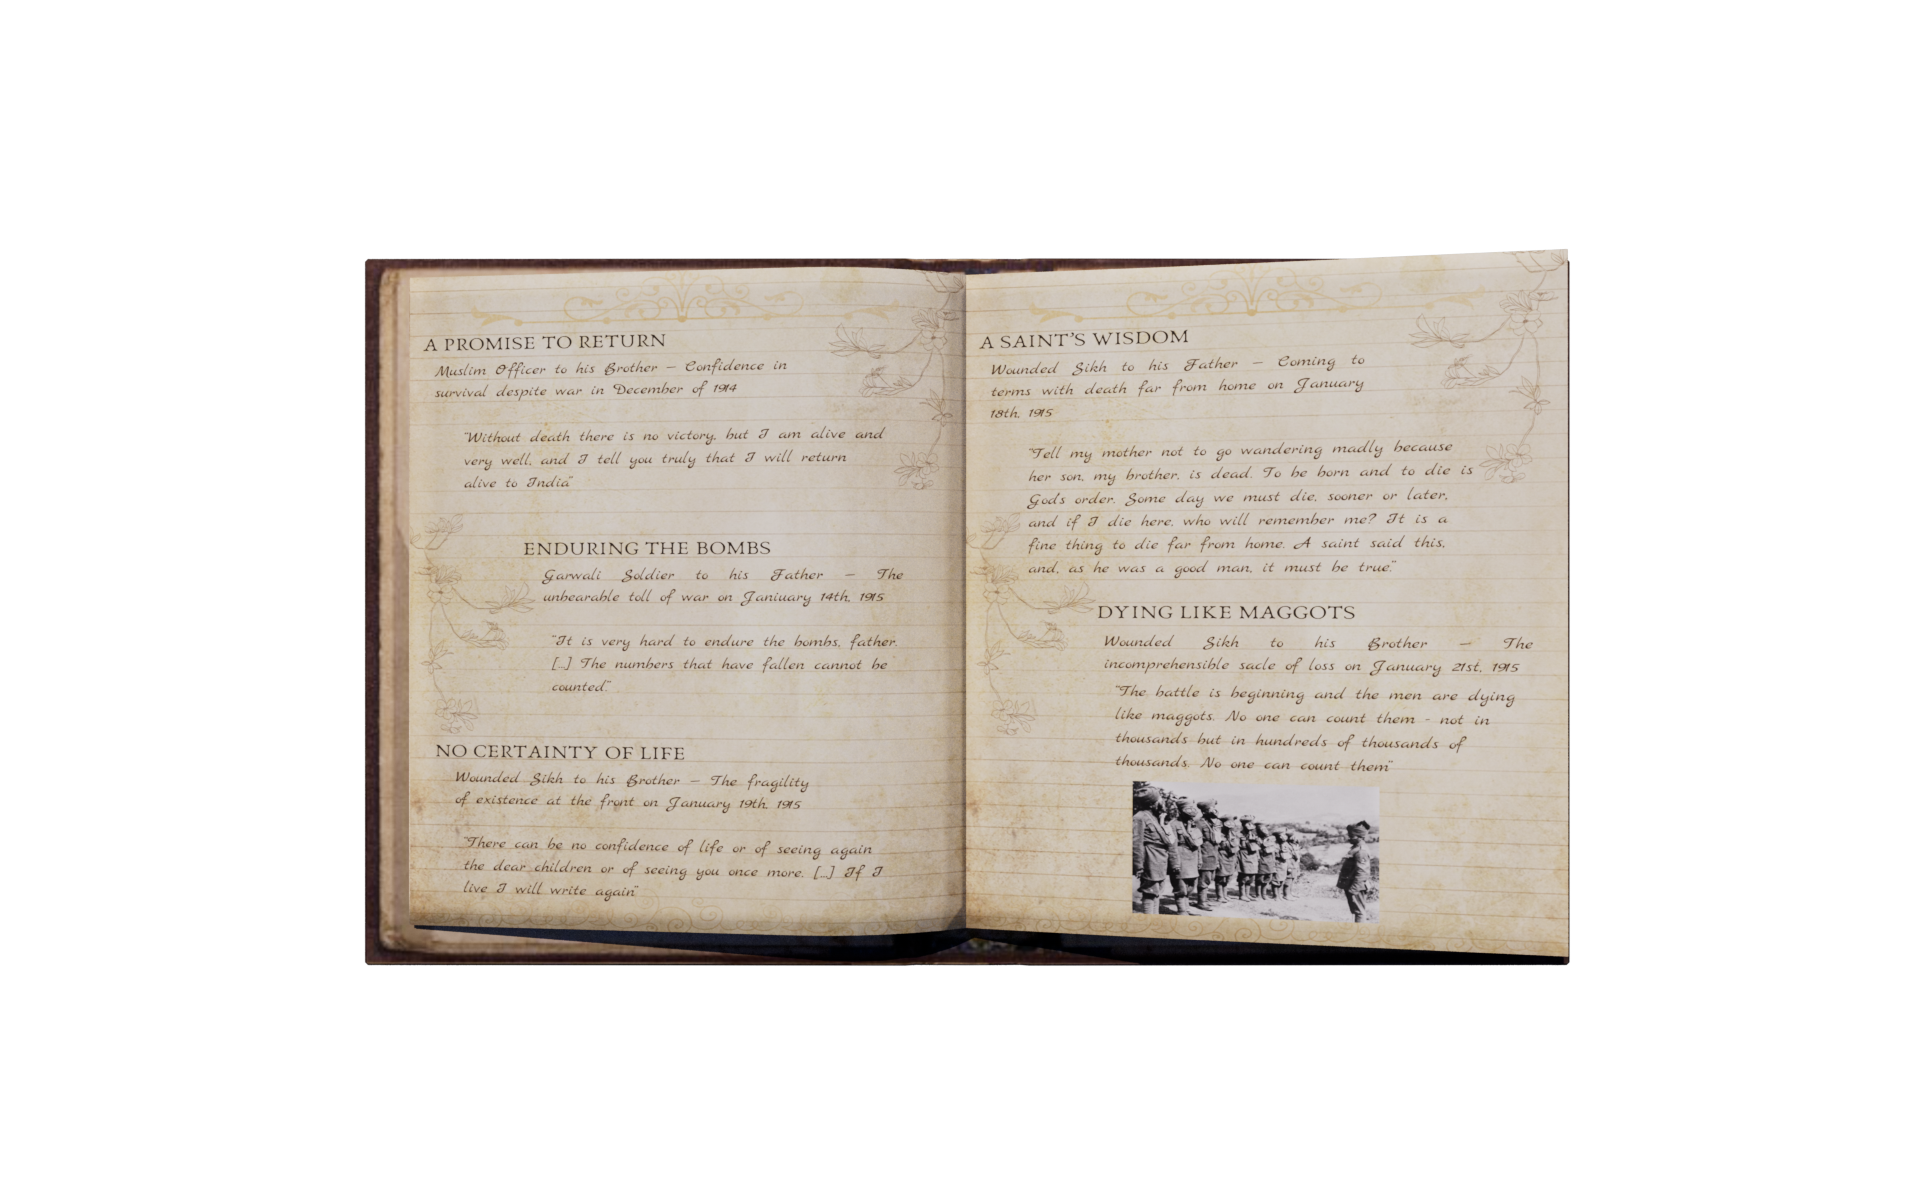 A PROMISE TO RETURN
Muslim Officer to his Brother – Confidence in
survival despite war in December of 1914
"Without death there is no victory, but I am alive and
very well, and I tell you truly that I will return
alive to India"
ENDURING THE BOMBS
Garwali Soldier to his Father – The
unbearable toll of war on Janiuary 14th, 1915
"It is very hard to endure the bombs, father.
[...] The numbers that have fallen cannot be
counted."
NO CERTAINTY OF LIFE
Wounded Sikh to his Brother – The fragility
of existence at the front on January 19th, 1915
"There can be no confidence of life or of seeing again
the dear children or of seeing you once more. [...] If I
live I will write again"
A SAINT'S WISDOM
Wounded Sikh to his Father – Coming to
terms with death far from home on January
18th, 1915
"Tell my mother not to go wandering madly because
her son, my brother, is dead. To be born and to die is
God's order. Some day we must die, sooner or later,
and if I die here, who will remember me? It is a
fine thing to die far from home. A saint said this,
and, as he was a good man, it must be true."
DYING LIKE MAGGOTS
Wounded Sikh to his Brother – The
incomprehensible sacle of loss on January 21st, 1915
"The battle is beginning and the men are dying
like maggots. No one can count them - not in
thousands but in hundreds of thousands of
thousands. No one can count them"